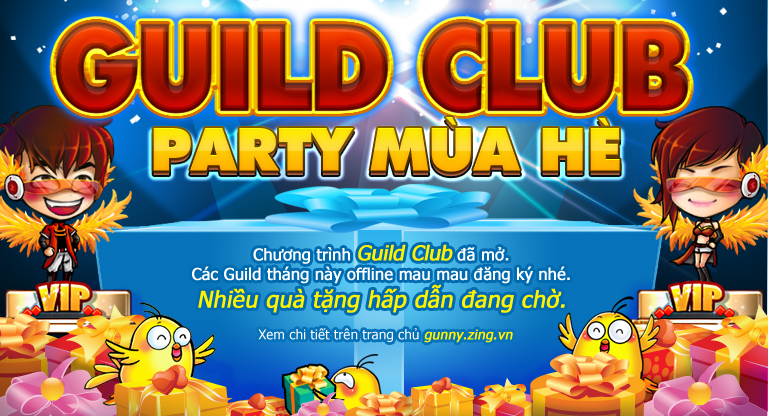 GUILD CLUB
PARTY MÙA HÈ
Chương trình Guild Club đã mở.
Các Guild tháng này offline mau mau đăng ký nhé.
Nhiều quà tặng hấp dẫn đang chờ.
Xem chi tiết trên trang chủ gunny.zing.vn
VIP
VIP